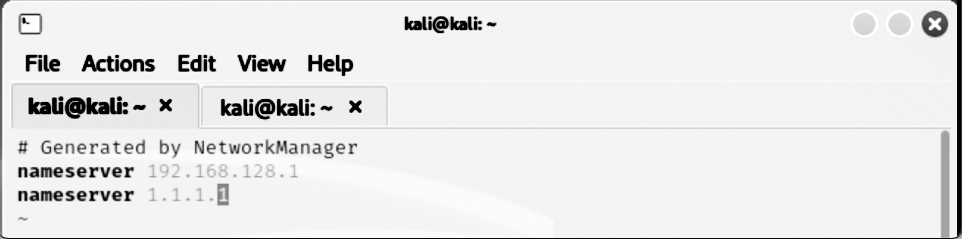 kali@kali: ~
File Actions Edit View Help
kali@kali: ~ × kali@kali: ~ ×
# Generated by NetworkManager
nameserver 192.168.128.1
nameserver 1.1.1.1
~